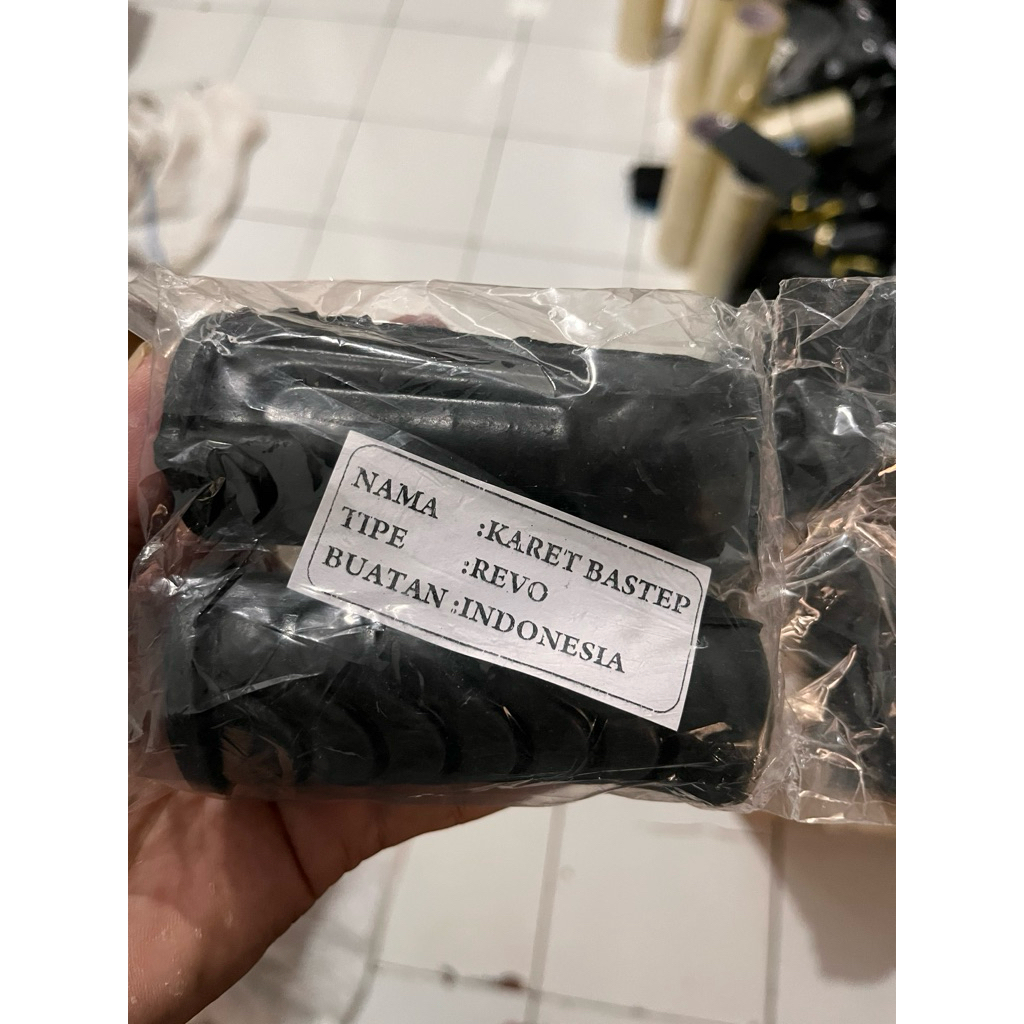 NAMA :KARET BASTEP
TIPE :REVO
BUATAN :INDONESIA